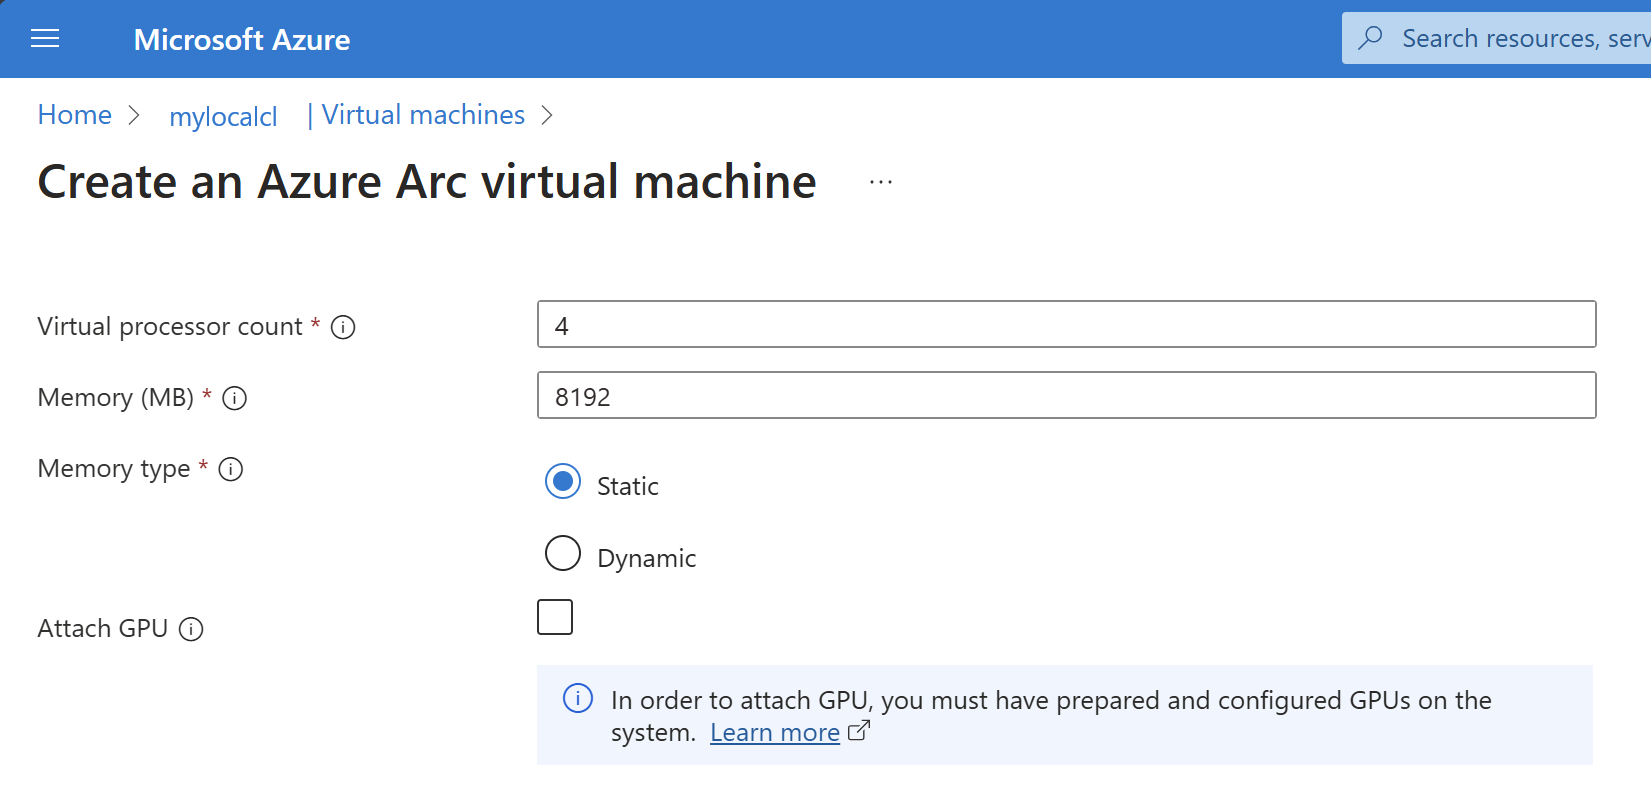 Microsoft Azure
Search resources, serv
Home > mylocalcl | Virtual machines >
Create an Azure Arc virtual machine ...
Virtual processor count * 4
Memory (MB) * 8192
Memory type * Static
Dynamic
Attach GPU
In order to attach GPU, you must have prepared and configured GPUs on the
system. Learn more